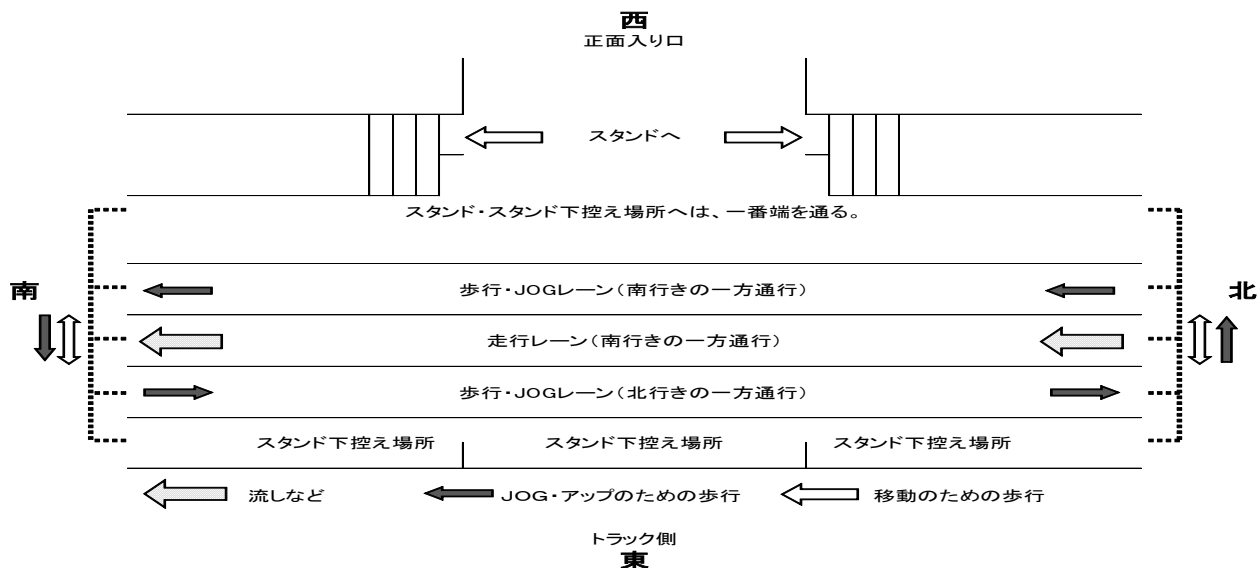 西
正面入り口
スタンドへ
スタンド・スタンド下控え場所へは、一番端を通る。
南
歩行・JOGレーン（南行きの一方通行）
北
走行レーン（南行きの一方通行）
歩行・JOGレーン（北行きの一方通行）
スタンド下控え場所 スタンド下控え場所 スタンド下控え場所
流しなど JOG・アップのための歩行 移動のための歩行
トラック側
東